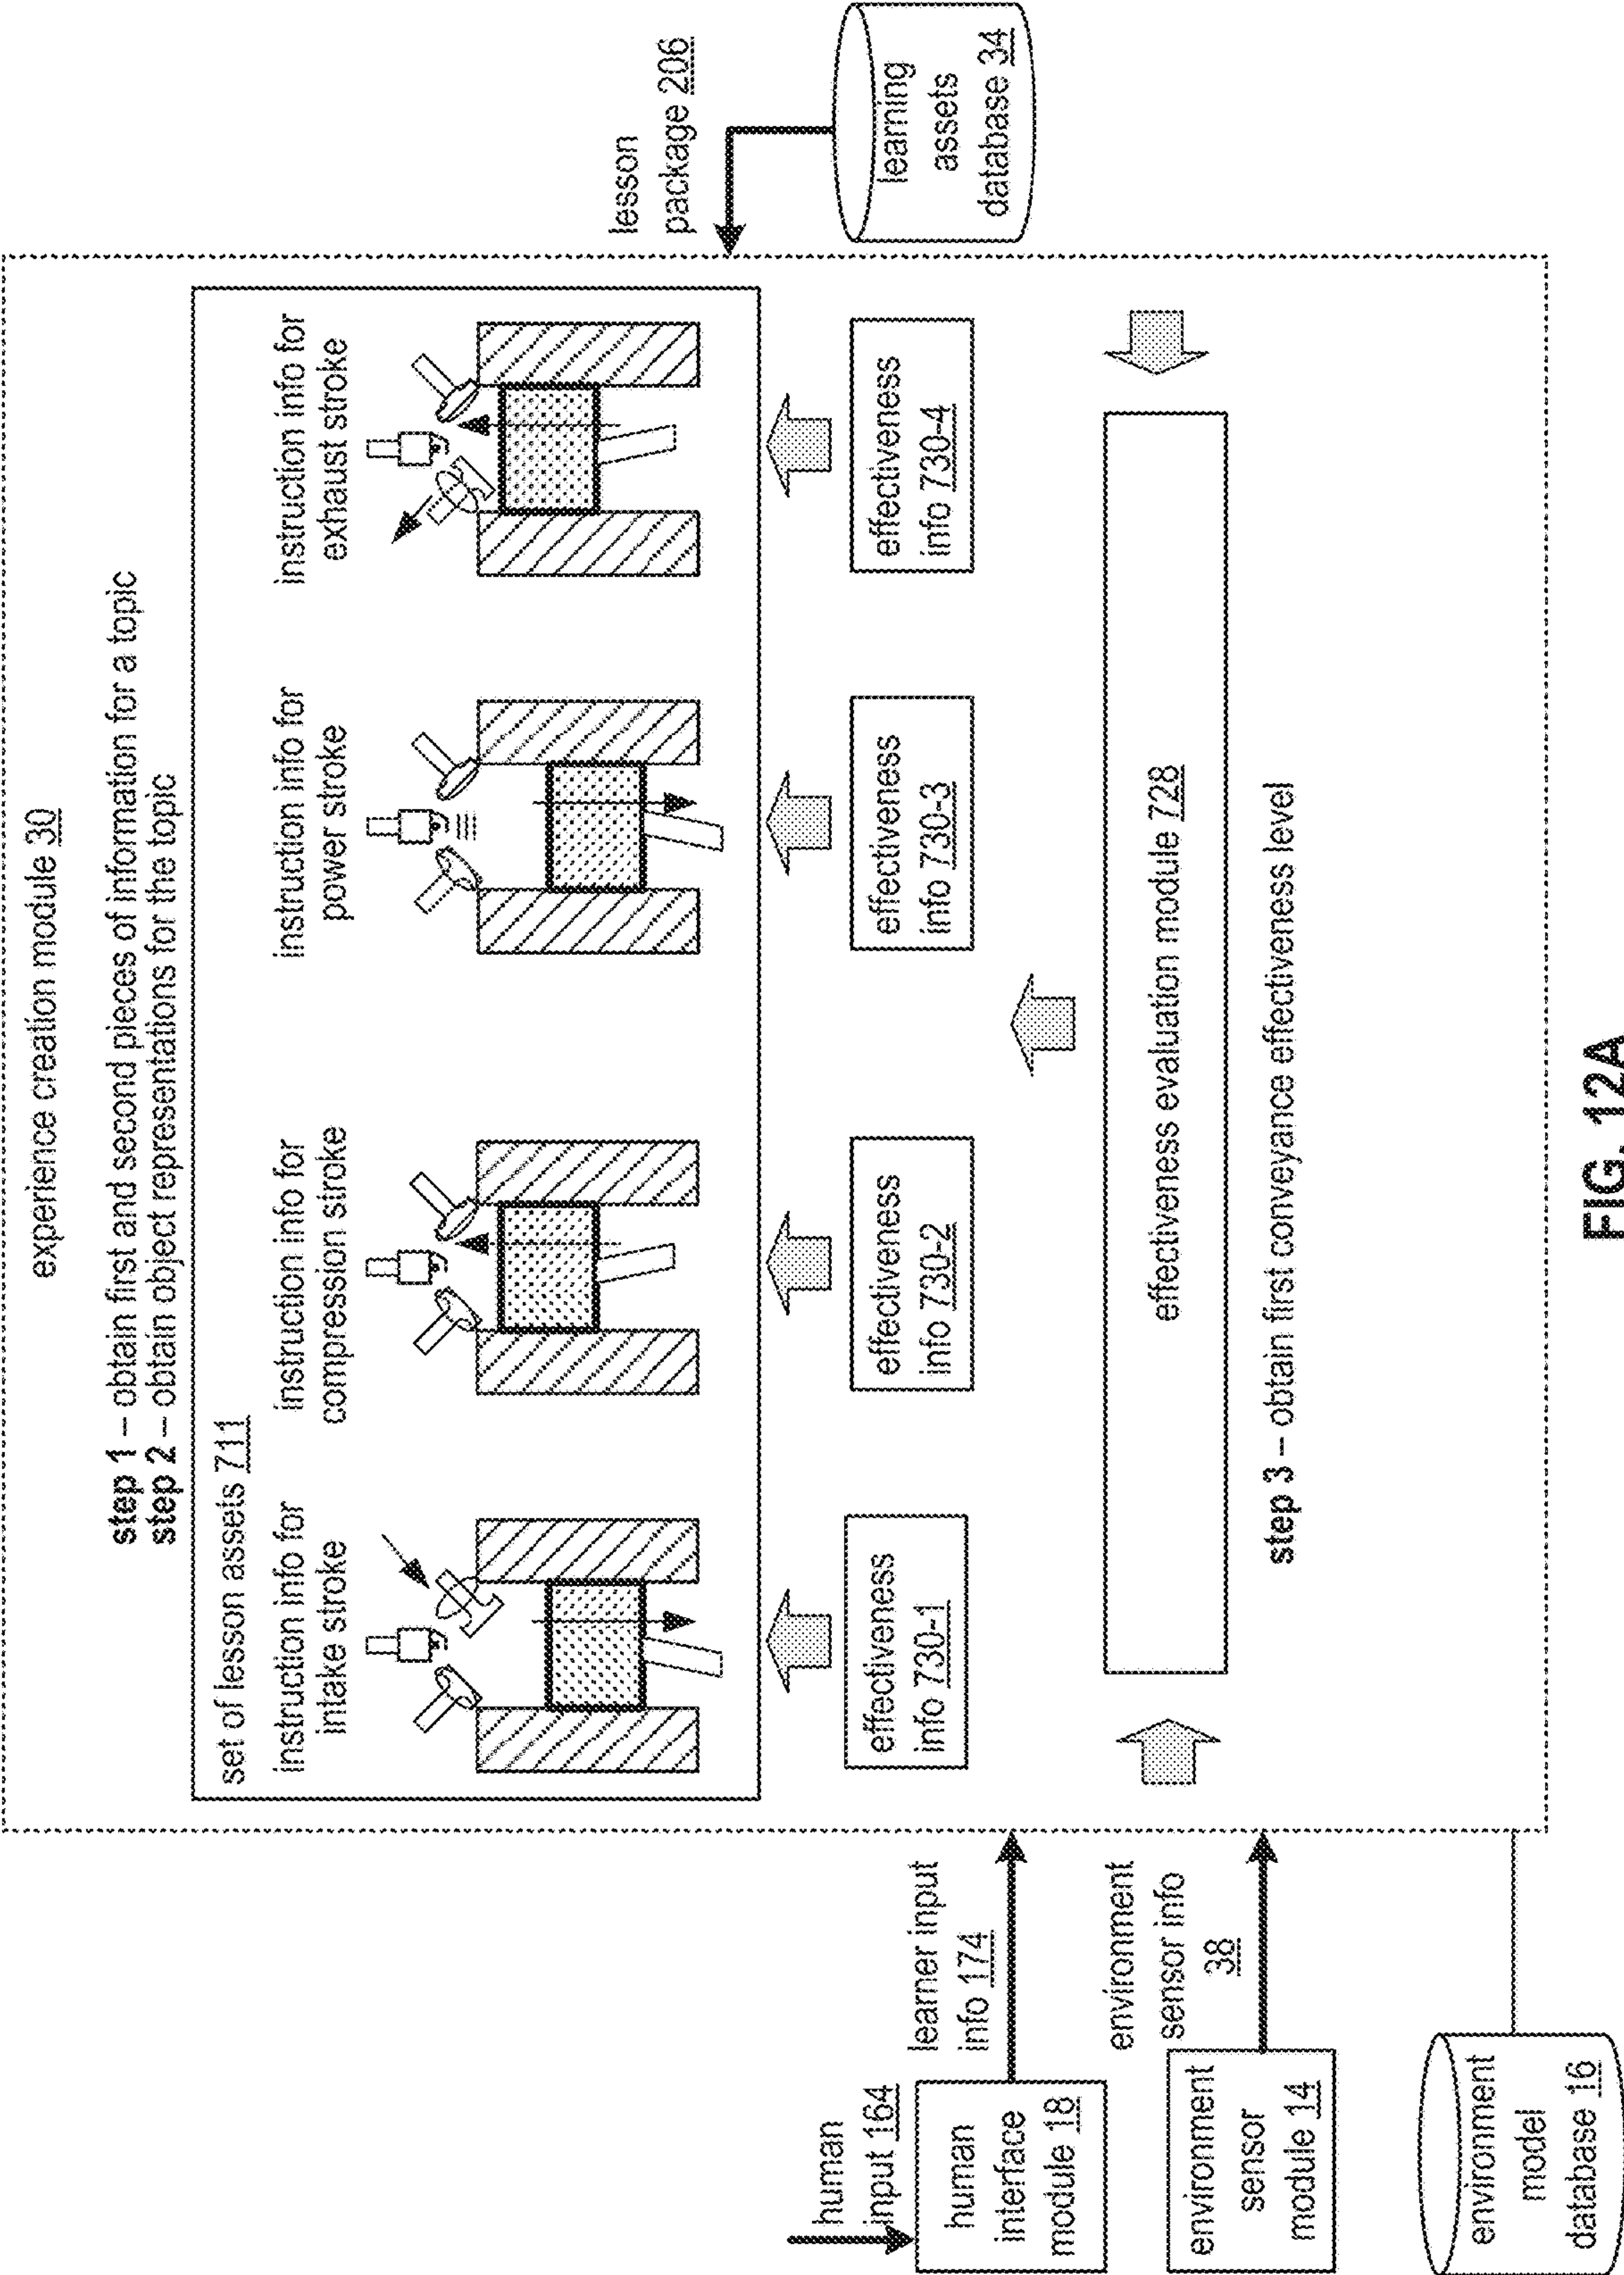 experience creation module 30
step 1 – obtain first and second pieces of information for a topic
step 2 – obtain object representations for the topic
set of lesson assets 711
instruction info for
intake stroke
instruction info for
compression stroke
instruction info for
power stroke
instruction info for
exhaust stroke
effectiveness
info 730-1
effectiveness
info 730-2
effectiveness
info 730-3
effectiveness
info 730-4
effectiveness evaluation module 728
step 3 – obtain first conveyance effectiveness level
human
input 164
human
interface
module 18
learner input
info 174
environment
sensor
module 14
environment
sensor info
38
environment
model
database 16
lesson
package 206
learning
assets
database 34
FIG. 12A